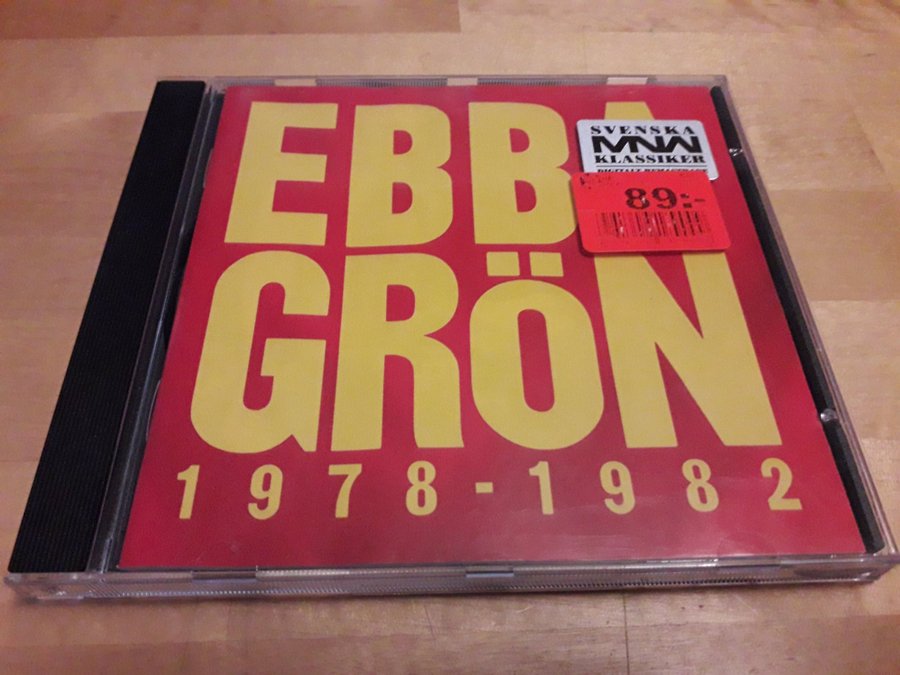 EBBA
SVENSKA
MNW
KLASSIKER
89:-
GRÖN
1978-1982